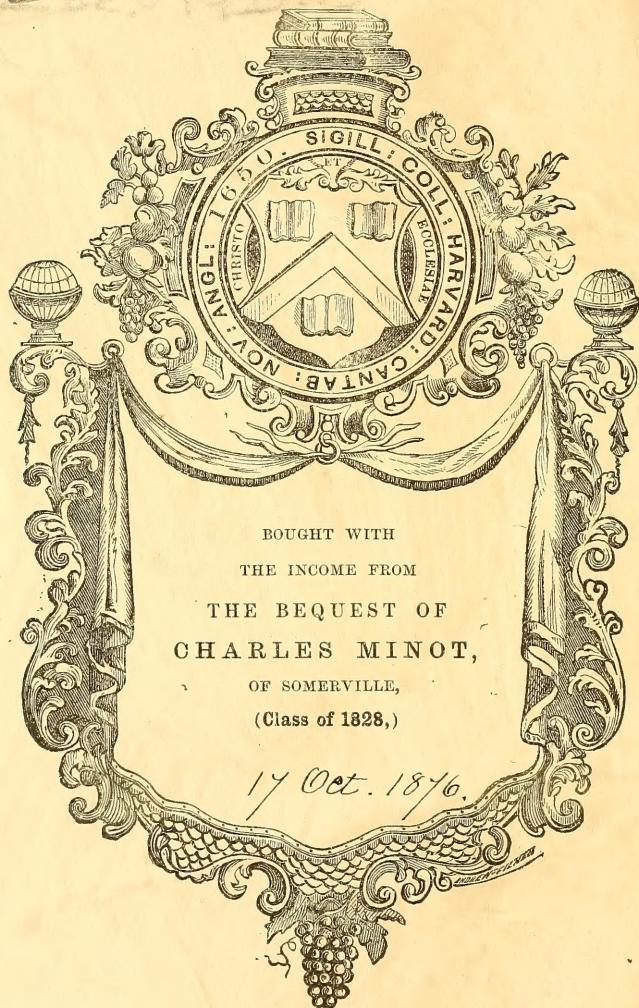 SIGILL: COLL: HARVARD: CANTAB: NOV: ANGL: 1650.
ET
CHRISTO
ECCLESIAE
BOUGHT WITH
THE INCOME FROM
THE BEQUEST OF
CHARLES MINOT,
OF SOMERVILLE,
(Class of 1828,)
17 Oct. 1876.